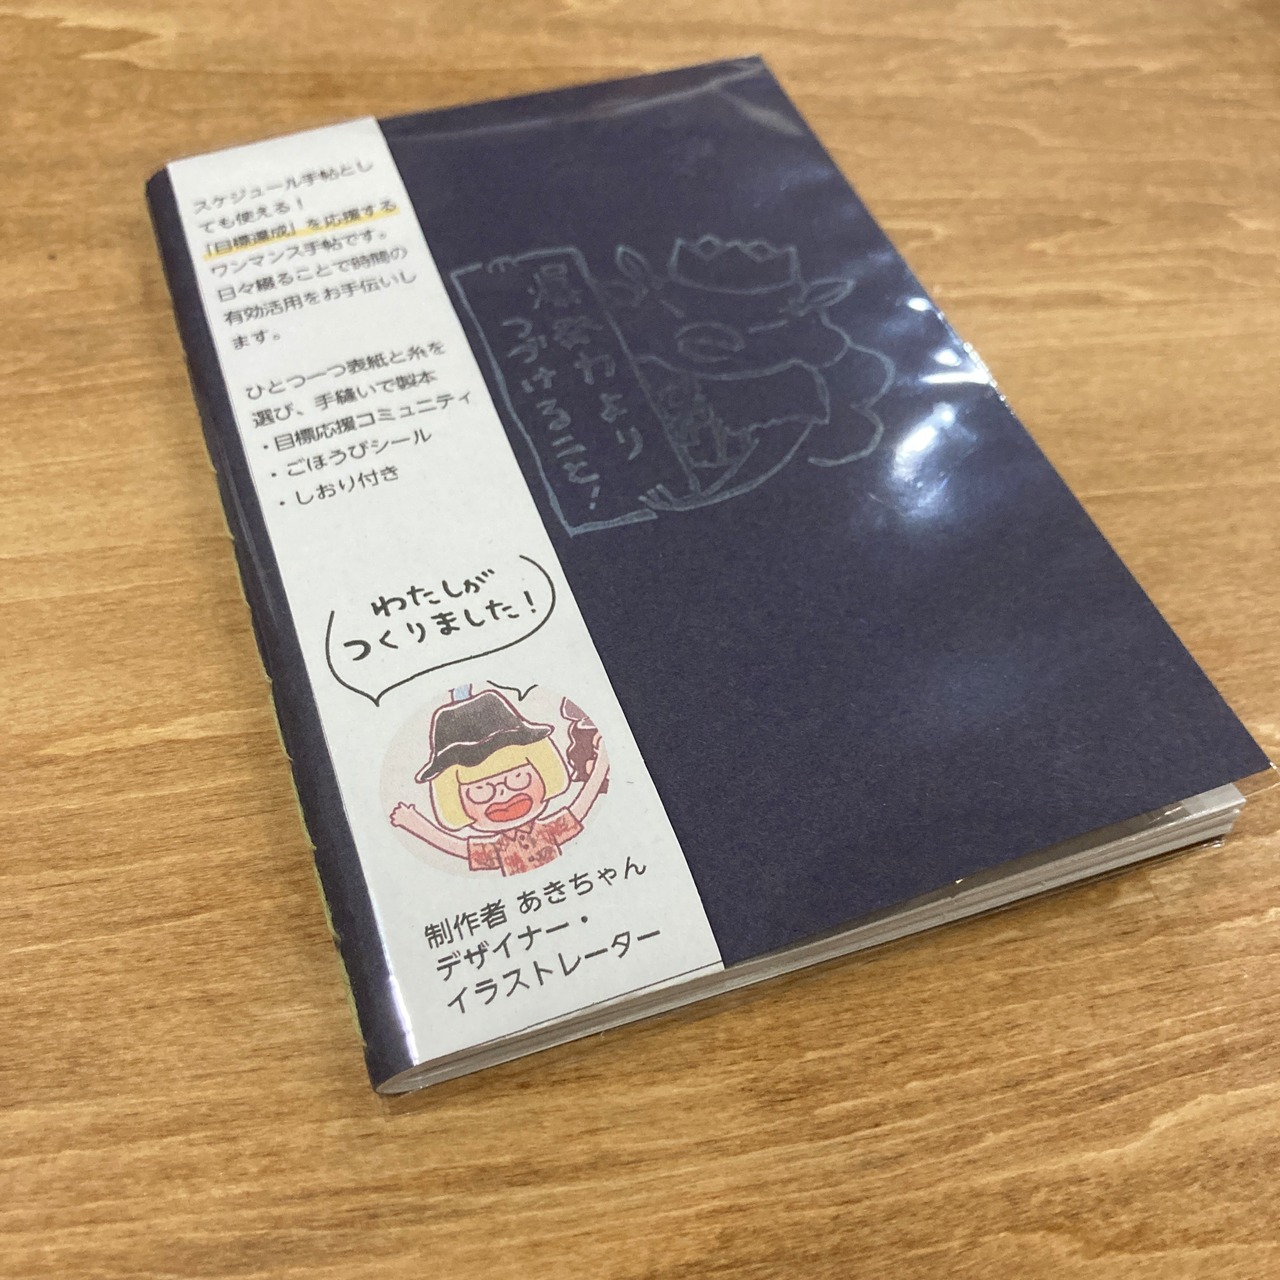 スケジュール手帖とし
ても使える！
「目標達成」を応援する
ワンマンス手帖です。
日々綴ることで時間の
有効活用をお手伝いし
ます。
ひとつ一つ表紙と糸を
選び、手縫いで製本
・目標応援コミュニティ
・ごほうびシール
・しおり付き
わたしが
つくりました！
制作者 あきちゃん
デザイナー・
イラストレーター
爆発力より
つづけること！